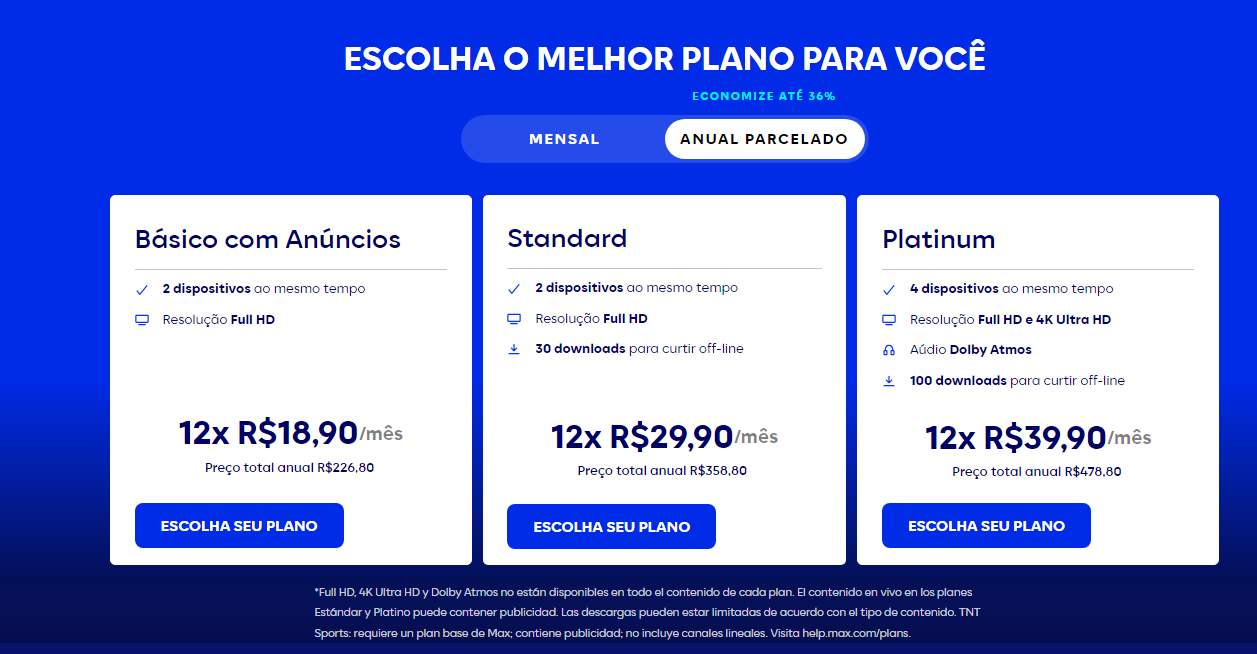 ESCOLHA O MELHOR PLANO PARA VOCÊ
ECONOMIZE ATÉ 36%
MENSAL
ANUAL PARCELADO
Básico com Anúncios
2 dispositivos ao mesmo tempo
Resolução Full HD
12x R$18,90/mês
Preço total anual R$226,80
ESCOLHA SEU PLANO
Standard
2 dispositivos ao mesmo tempo
Resolução Full HD
30 downloads para curtir off-line
12x R$29,90/mês
Preço total anual R$358,80
ESCOLHA SEU PLANO
Platinum
4 dispositivos ao mesmo tempo
Resolução Full HD e 4K Ultra HD
Aúdio Dolby Atmos
100 downloads para curtir off-line
12x R$39,90/mês
Preço total anual R$478,80
ESCOLHA SEU PLANO
*Full HD, 4K Ultra HD y Dolby Atmos no están disponibles en todo el contenido de cada plan. El contenido en vivo en los planes
Estándar y Platino puede contener publicidad. Las descargas pueden estar limitadas de acuerdo con el tipo de contenido. TNT
Sports: requiere un plan base de Max; contiene publicidad; no incluye canales lineales. Visita help.max.com/plans.